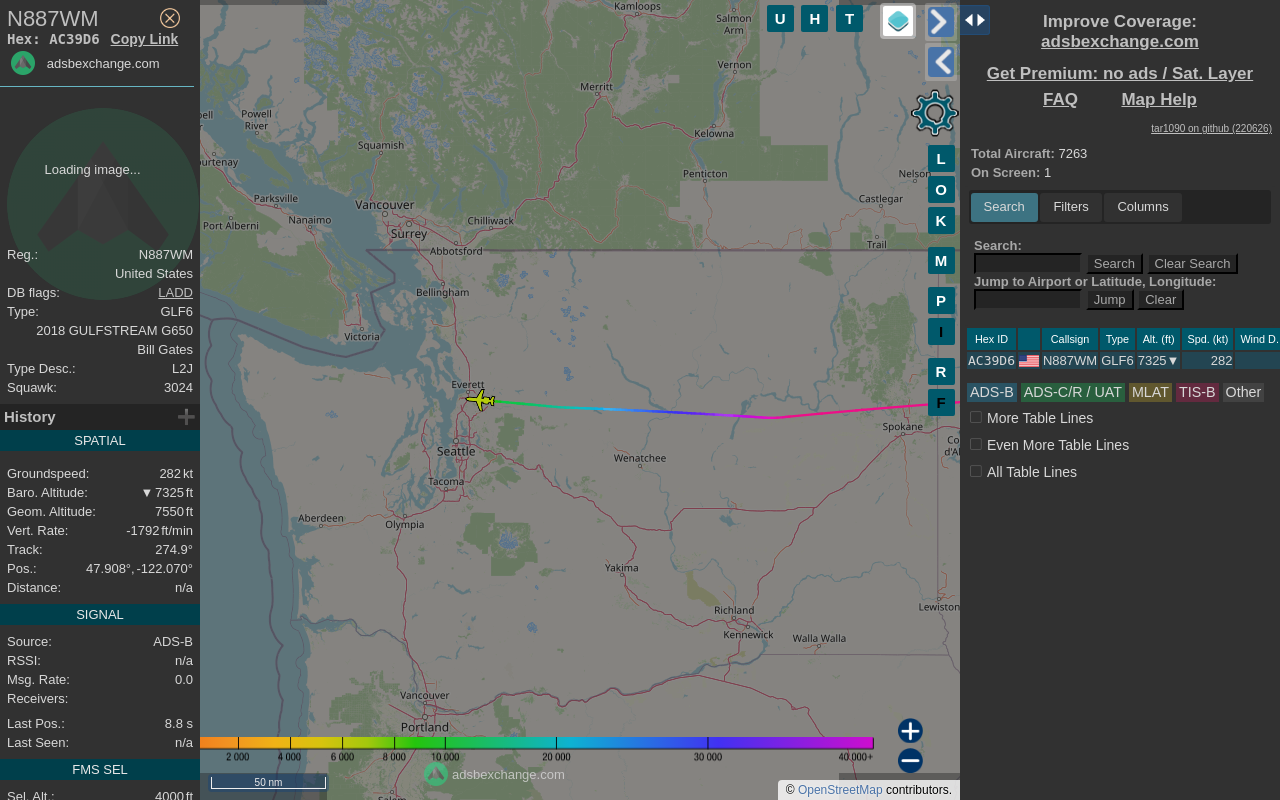 N887WM
Hex: AC39D6 Copy Link
adsbexchange.com
Loading image...
Reg.: N887WM
United States
DB flags: LADD
Type: GLF6
2018 GULFSTREAM G650
Bill Gates
Type Desc.: L2J
Squawk: 3024
History
SPATIAL
Groundspeed: 282 kt
Baro. Altitude: ▼ 7325 ft
Geom. Altitude: 7550 ft
Vert. Rate: -1792 ft/min
Track: 274.9°
Pos.: 47.908°, -122.070°
Distance: n/a
SIGNAL
Source: ADS-B
RSSI: n/a
Msg. Rate: 0.0
Receivers:
Last Pos.: 8.8 s
Last Seen: n/a
FMS SEL
Sel. Alt.: 4000 ft
Kamloops
Salmon
Arm
Vernon
Merritt
Powell
River
Kelowna
Squamish
Penticton
Nelson
Castlegar
Parksville
Vancouver
Nanaimo
Port Alberni
Chilliwack
Surrey
Abbotsford
Trail
Bellingham
Victoria
Everett
Spokane
Seattle
Wenatchee
Tacoma
Aberdeen
Olympia
Yakima
Richland
Kennewick
Walla Walla
Lewiston
Vancouver
Portland
Salem
U H T
L
O
K
M
P
I
R
F
2 000 4 000 6 000 8 000 10 000 20 000 30 000 40 000+
50 nm
adsbexchange.com
© OpenStreetMap contributors.
Improve Coverage:
adsbexchange.com
Get Premium: no ads / Sat. Layer
FAQ Map Help
tar1090 on github (220626)
Total Aircraft: 7263
On Screen: 1
Search Filters Columns
Search:
Search Clear Search
Jump to Airport or Latitude, Longitude:
Jump Clear
Hex ID Callsign Type Alt. (ft) Spd. (kt) Wind D.
AC39D6 N887WM GLF6 7325▼ 282
ADS-B ADS-C/R / UAT MLAT TIS-B Other
More Table Lines
Even More Table Lines
All Table Lines